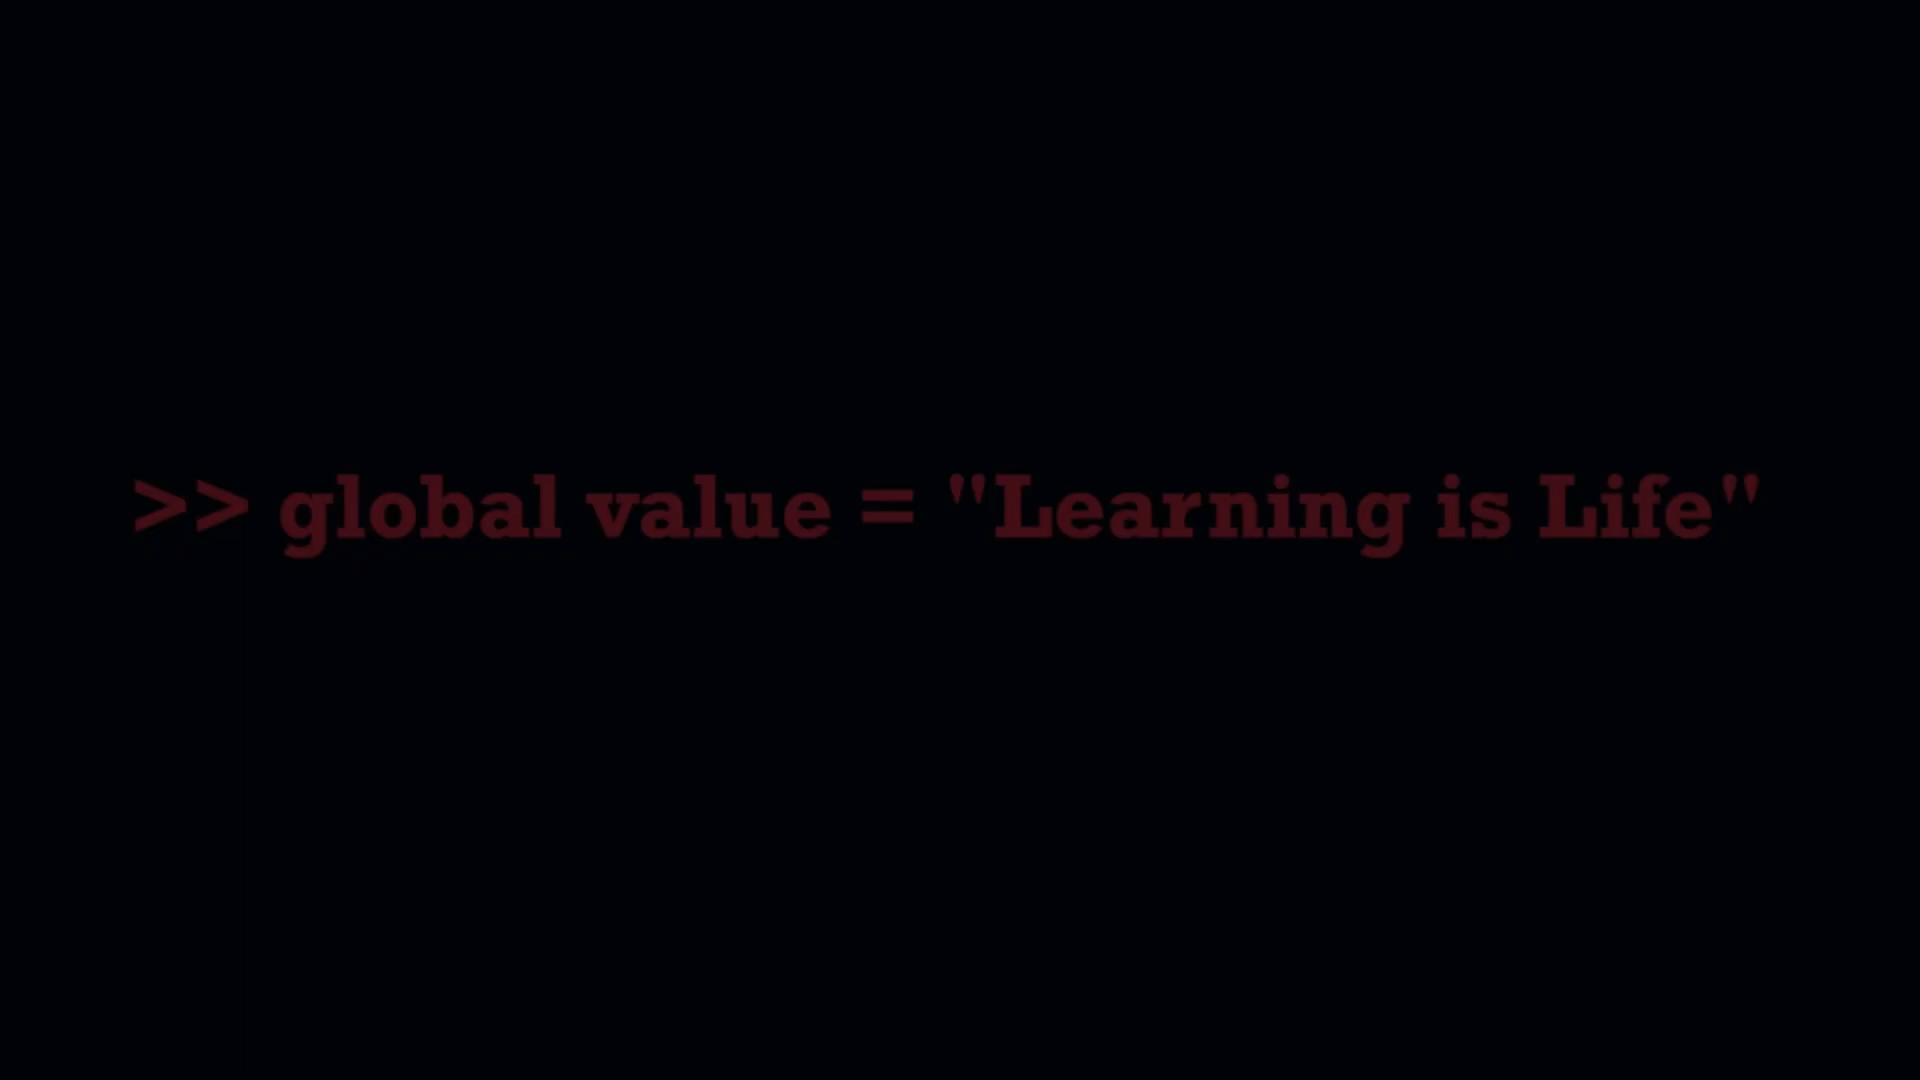 >> global value = "Learning is Life"